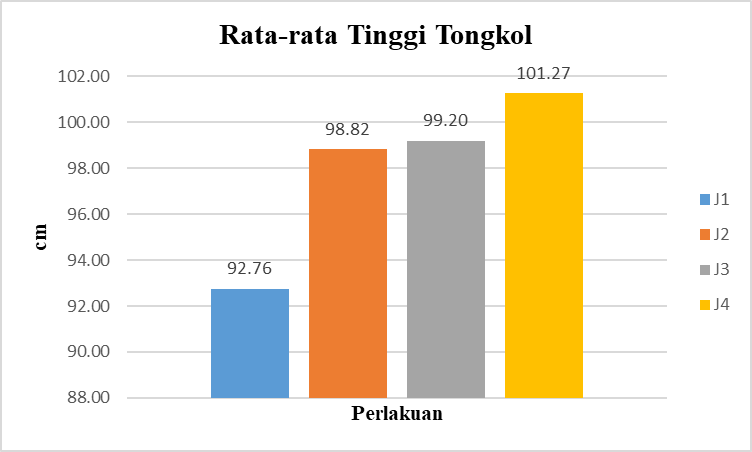 Rata-rata Tinggi Tongkol
102.00
100.00
98.00
96.00
94.00
92.00
90.00
88.00
cm
92.76
98.82
99.20
101.27
Perlakuan
J1
J2
J3
J4